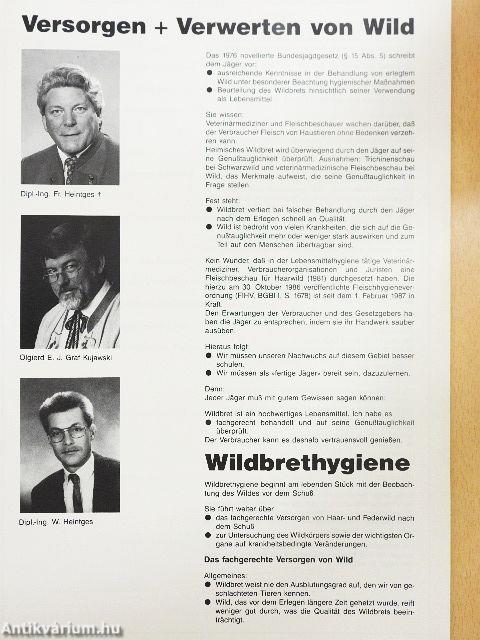 Versorgen + Verwerten von Wild
Dipl.-Ing. Fr. Heintges †
Olgierd E. J. Graf Kujawski
Dipl.-Ing. W. Heintges
Das 1976 novellierte Bundesjagdgesetz (§ 15 Abs. 5) schreibt
dem Jäger vor:
● ausreichende Kenntnisse in der Behandlung von erlegtem
Wild unter besonderer Beachtung hygienischer Maßnahmen
● Beurteilung des Wildbrets hinsichtlich seiner Verwendung
als Lebensmittel
Sie wissen:
Veterinärmediziner und Fleischbeschauer wachen darüber, daß
der Verbraucher Fleisch von Haustieren ohne Bedenken verzeh-
ren kann.
Heimisches Wildbret wird überwiegend durch den Jäger auf sei-
ne Genußtauglichkeit überprüft. Ausnahmen: Trichinenschau
bei Schwarzwild und veterinärmedizinische Fleischbeschau bei
Wild, das Merkmale aufweist, die seine Genußtauglichkeit in
Frage stellen.
Fest steht:
● Wildbret verliert bei falscher Behandlung durch den Jäger
nach dem Erlegen schnell an Qualität.
● Wild ist bedroht von vielen Krankheiten, die sich auf die Ge-
nußtauglichkeit mehr oder weniger stark auswirken und zum
Teil auf den Menschen übertragbar sind.
Kein Wunder, daß in der Lebensmittelhygiene tätige Veterinär-
mediziner, Verbraucherorganisationen und Juristen eine
Fleischbeschau für Haarwild (1981) durchgesetzt haben. Die
hierzu am 30. Oktober 1986 veröffentlichte Fleischhygienever-
ordnung (FlHV, BGBl I, S. 1678) ist seit dem 1. Februar 1987 in
Kraft.
Den Erwartungen der Verbraucher und des Gesetzgebers ha-
ben die Jäger zu entsprechen, indem sie ihr Handwerk sauber
ausüben.
Hieraus folgt:
● Wir müssen unseren Nachwuchs auf diesem Gebiet besser
schulen.
● Wir müssen als «fertige Jäger» bereit sein, dazuzulernen.
Denn:
Jeder Jäger muß mit gutem Gewissen sagen können:
Wildbret ist ein hochwertiges Lebensmittel. Ich habe es
● fachgerecht behandelt und auf seine Genußtauglichkeit
überprüft.
Der Verbraucher kann es deshalb vertrauensvoll genießen.
Wildbrethygiene
Wildbrethygiene beginnt am lebenden Stück mit der Beobach-
tung des Wildes vor dem Schuß.
Sie führt weiter über
● das fachgerechte Versorgen von Haar- und Federwild nach
dem Schuß
● zur Untersuchung des Wildkörpers sowie der wichtigsten Or-
gane auf krankheitsbedingte Veränderungen.
Das fachgerechte Versorgen von Wild
Allgemeines:
● Wildbret weist nie den Ausblutungsgrad auf, den wir von ge-
schlachteten Tieren kennen.
● Wild, das vor dem Erlegen längere Zeit gehetzt wurde, reift
weniger gut durch, was die Qualität des Wildbrets beein-
trächtigt.
Antikvárium.hu